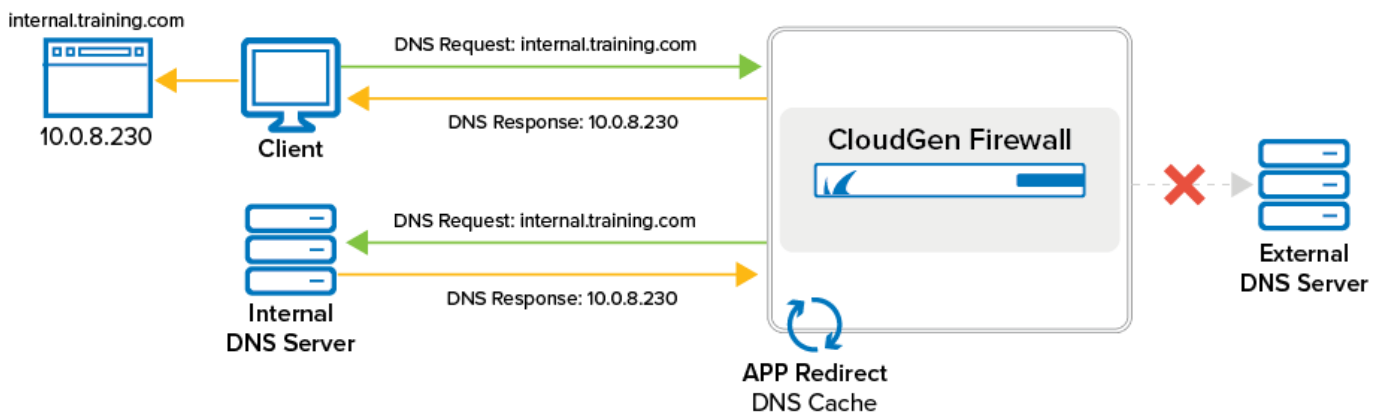 internal.training.com
10.0.8.230
Client
DNS Request: internal.training.com
DNS Response: 10.0.8.230
CloudGen Firewall
DNS Request: internal.training.com
DNS Response: 10.0.8.230
Internal
DNS Server
External
DNS Server
APP Redirect
DNS Cache